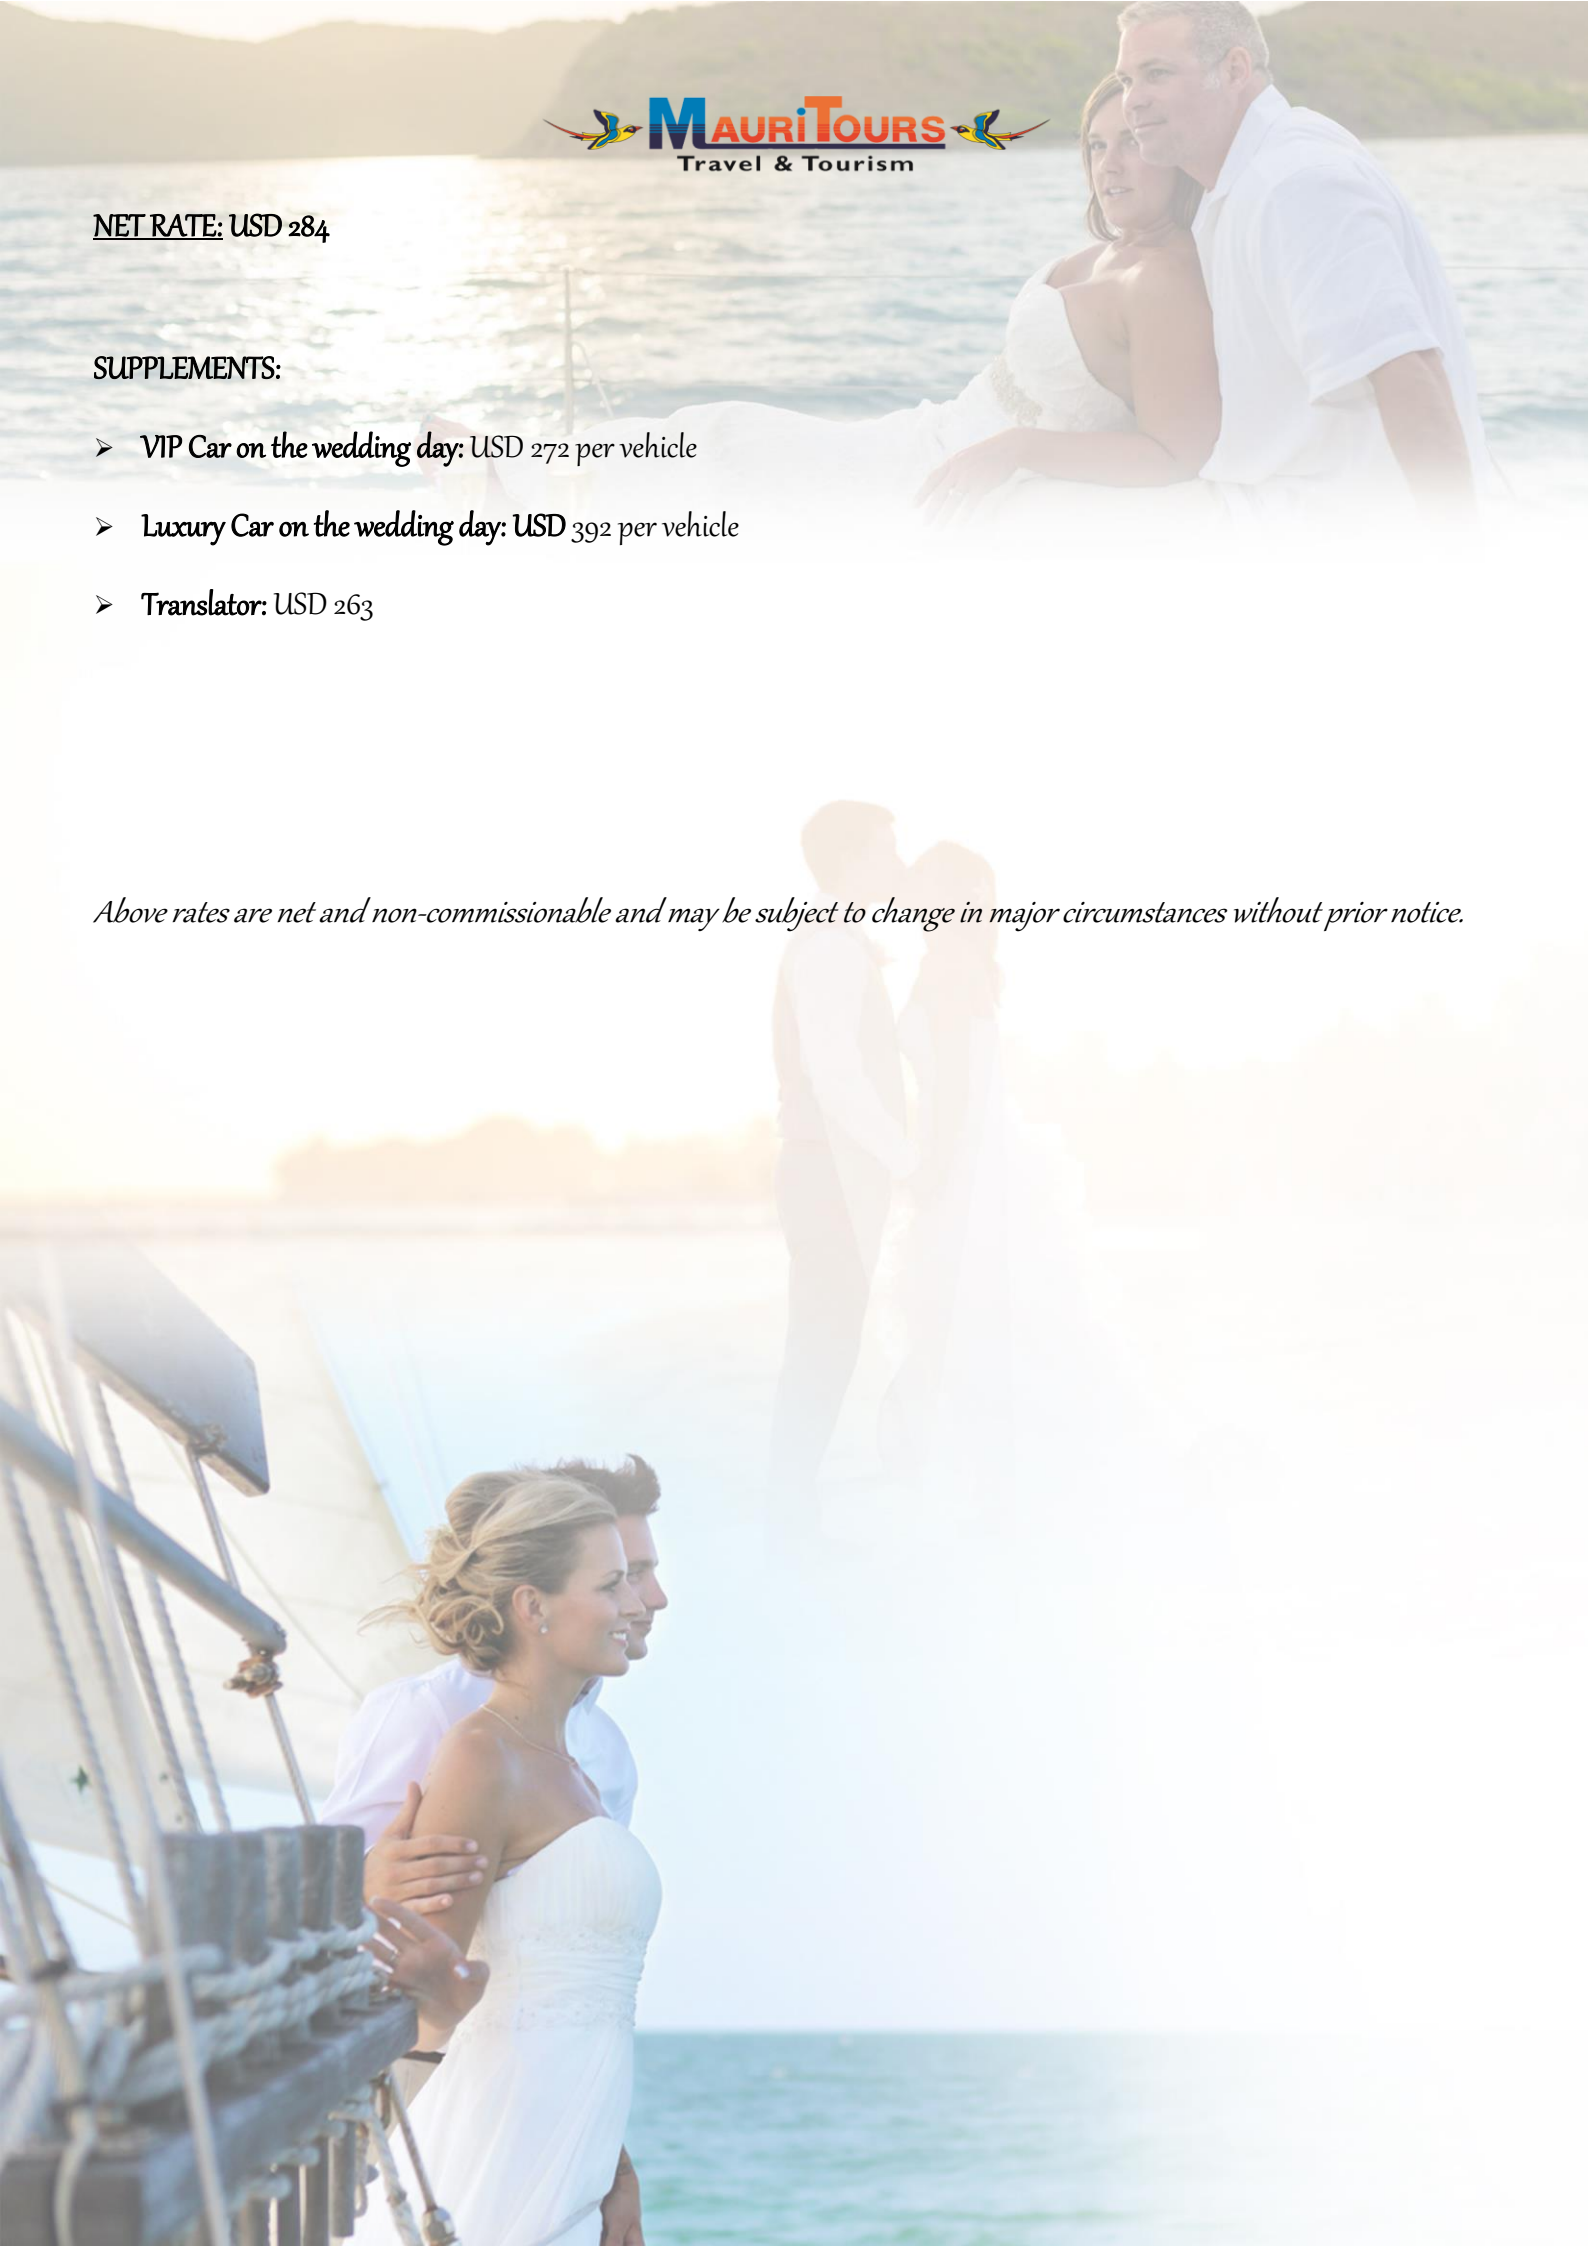 MAURITOURS
Travel & Tourism
NET RATE: USD 284
SUPPLEMENTS:
➢ VIP Car on the wedding day: USD 272 per vehicle
➢ Luxury Car on the wedding day: USD 392 per vehicle
➢ Translator: USD 263
Above rates are net and non-commissionable and may be subject to change in major circumstances without prior notice.